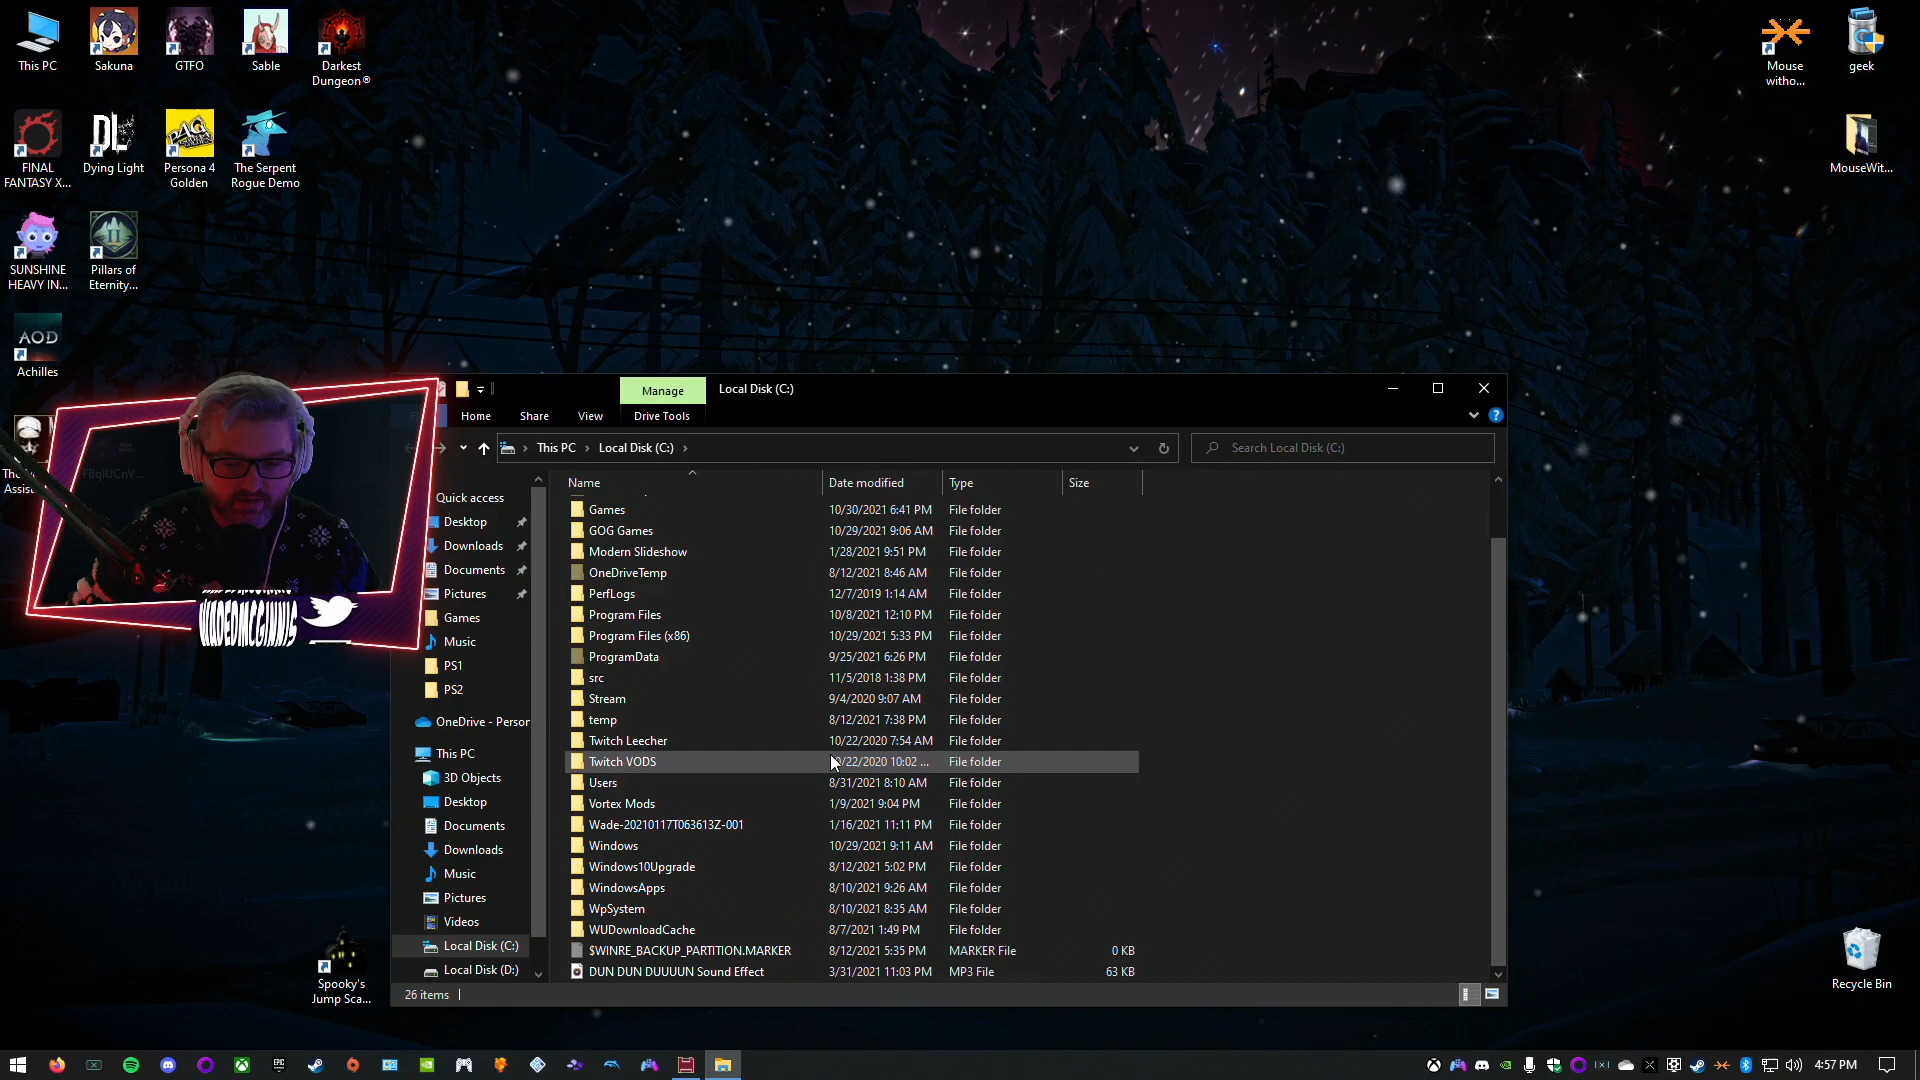 This PC
Sakuna
GTFO
Sable
Darkest
Dungeon®
Mouse
witho...
geek
FINAL
FANTASY X...
DL
Dying Light
P4G
Persona 4
Golden
The Serpent
Rogue Demo
MouseWit...
SUNSHINE
HEAVY IN...
Pillars of
Eternity...
AOD
Achilles
FBqIUCnV...
Assist...
WADEDMCGINNIS
Spooky's
Jump Sca...
Recycle Bin
Manage
Local Disk (C:)
Home
Share
View
Drive Tools
This PC
Local Disk (C:)
Search Local Disk (C:)
Name
Date modified
Type
Size
Quick access
Desktop
Downloads
Documents
Pictures
Games
Music
PS1
PS2
OneDrive - Person
This PC
3D Objects
Desktop
Documents
Downloads
Music
Pictures
Videos
Local Disk (C:)
Local Disk (D:)
Games 10/30/2021 6:41 PM File folder
GOG Games 10/29/2021 9:06 AM File folder
Modern Slideshow 1/28/2021 9:51 PM File folder
OneDriveTemp 8/12/2021 8:46 AM File folder
PerfLogs 12/7/2019 1:14 AM File folder
Program Files 10/8/2021 12:10 PM File folder
Program Files (x86) 10/29/2021 5:33 PM File folder
ProgramData 9/25/2021 6:26 PM File folder
src 11/5/2018 1:38 PM File folder
Stream 9/4/2020 9:07 AM File folder
temp 8/12/2021 7:38 PM File folder
Twitch Leecher 10/22/2020 7:54 AM File folder
Twitch VODS /22/2020 10:02 ... File folder
Users 8/31/2021 8:10 AM File folder
Vortex Mods 1/9/2021 9:04 PM File folder
Wade-20210117T063613Z-001 1/16/2021 11:11 PM File folder
Windows 10/29/2021 9:11 AM File folder
Windows10Upgrade 8/12/2021 5:02 PM File folder
WindowsApps 8/10/2021 9:26 AM File folder
WpSystem 8/10/2021 8:35 AM File folder
WUDownloadCache 8/7/2021 1:49 PM File folder
$WINRE_BACKUP_PARTITION.MARKER 8/12/2021 5:35 PM MARKER File 0 KB
DUN DUN DUUUUN Sound Effect 3/31/2021 11:03 PM MP3 File 63 KB
26 items
4:57 PM